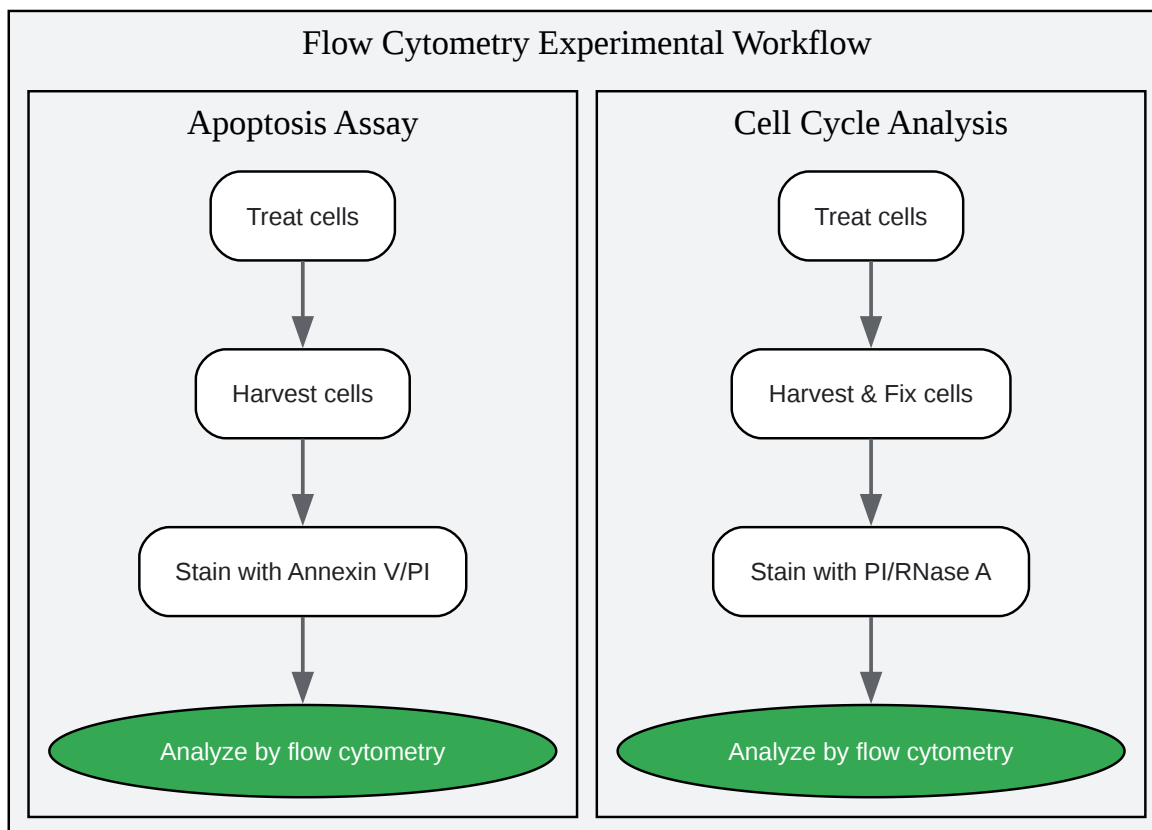 Flow Cytometry Experimental Workflow
Apoptosis Assay
Treat cells
Harvest cells
Stain with Annexin V/PI
Analyze by flow cytometry
Cell Cycle Analysis
Treat cells
Harvest & Fix cells
Stain with PI/RNase A
Analyze by flow cytometry